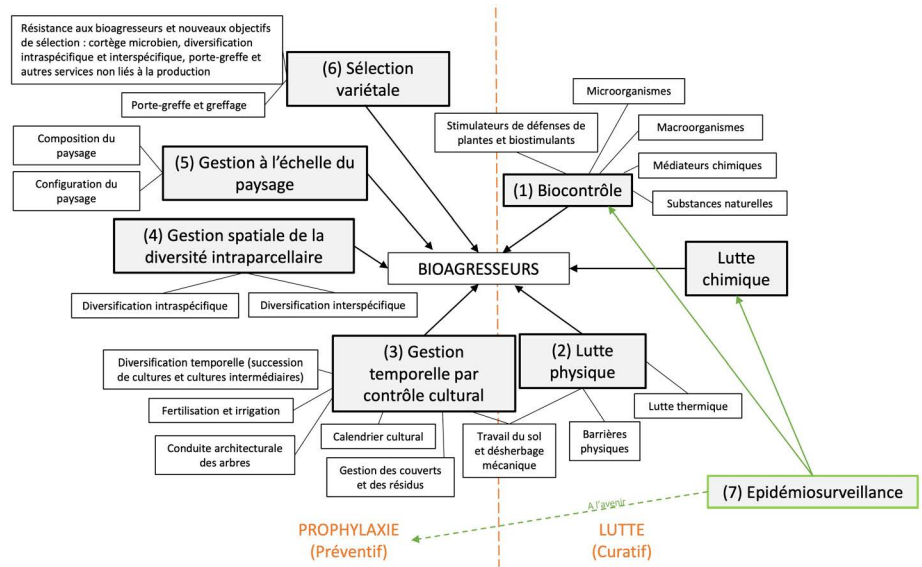 Résistance aux bioagresseurs et nouveaux objectifs
de sélection : cortège microbien, diversification
intraspécifique et interspécifique, porte-greffe et
autres services non liés à la production
(6) Sélection
variétale
Porte-greffe et greffage
Microorganismes
Stimulateurs de défenses de
plantes et biostimulants
Macroorganismes
Médiateurs chimiques
Substances naturelles
(1) Biocontrôle
Composition du
paysage
Configuration du
paysage
(5) Gestion à l'échelle du
paysage
(4) Gestion spatiale de la
diversité intraparcellaire
Diversification intraspécifique
Diversification interspécifique
BIOAGRESSEURS
Lutte
chimique
(3) Gestion
temporelle par
contrôle cultural
(2) Lutte
physique
Diversification temporelle (succession
de cultures et cultures intermédiaires)
Fertilisation et irrigation
Conduite architecturale
des arbres
Calendrier cultural
Gestion des couverts
et des résidus
Travail du sol
et désherbage
mécanique
Barrières
physiques
Lutte thermique
(7) Epidémiosurveillance
A l'avenir
PROPHYLAXIE
(Préventif)
LUTTE
(Curatif)